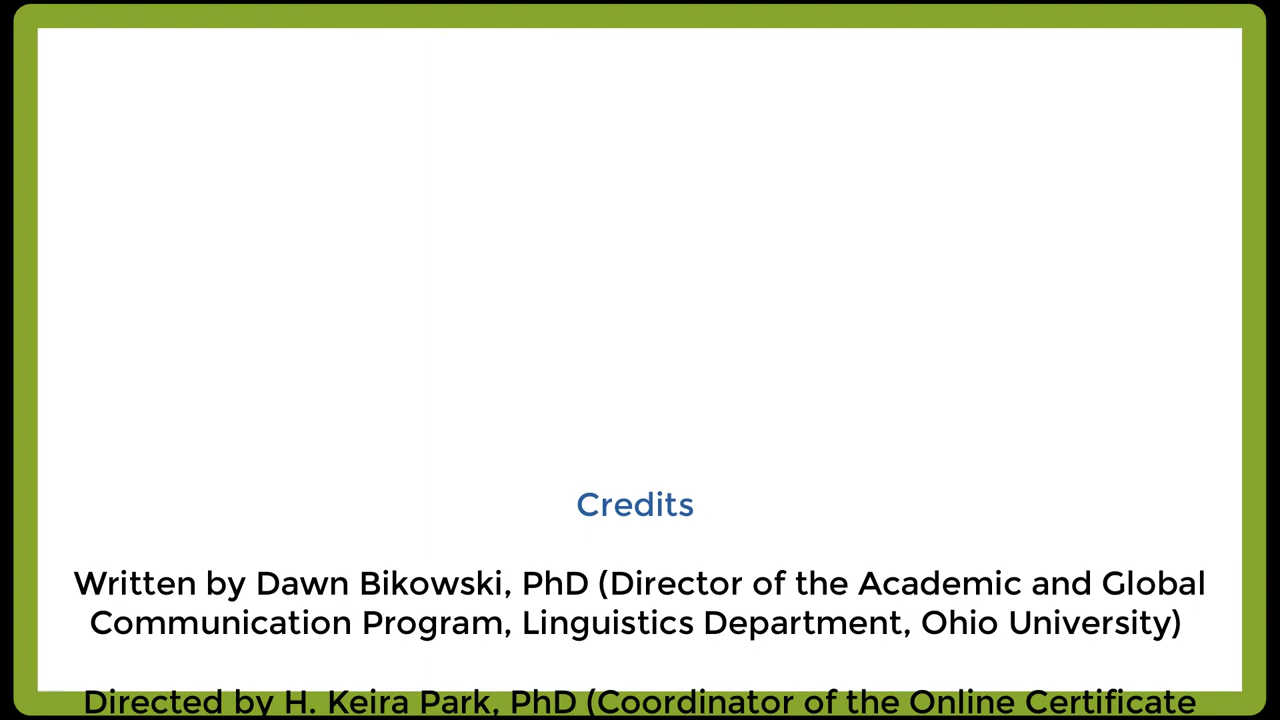 Credits
Written by Dawn Bikowski, PhD (Director of the Academic and Global
Communication Program, Linguistics Department, Ohio University)
Directed by H. Keira Park, PhD (Coordinator of the Online Certificate